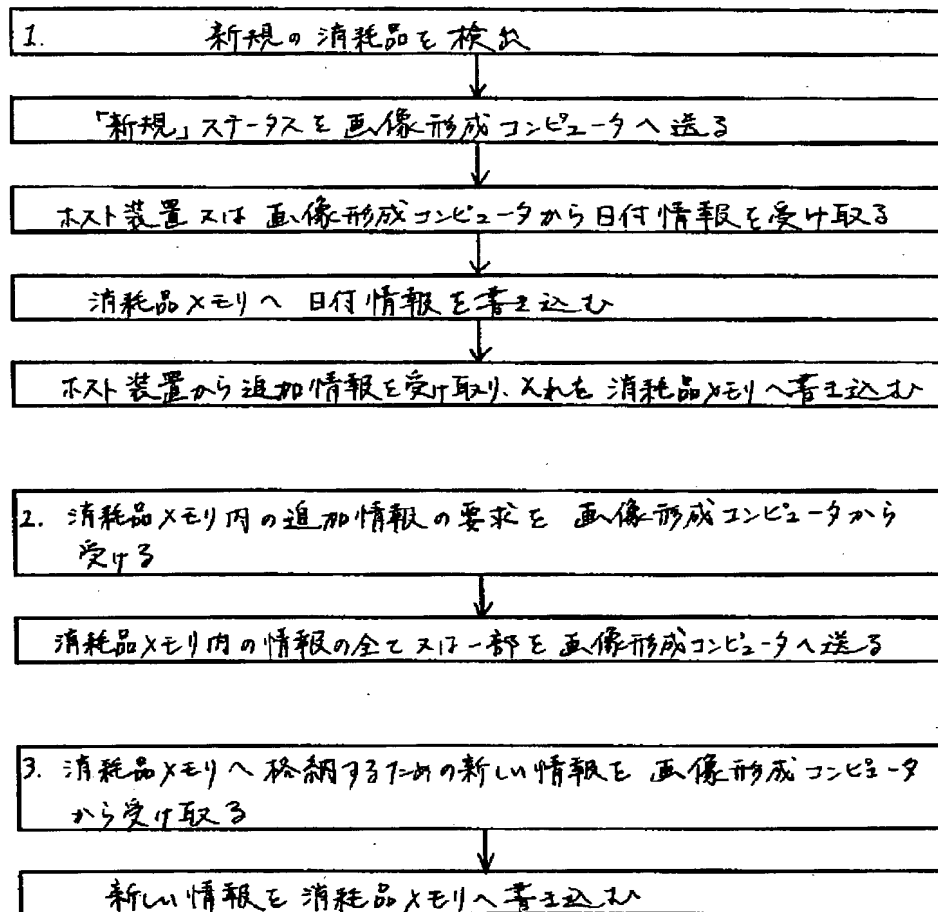 1. 新規の消耗品を検出
「新規」ステータスを画像形成コンピュータへ送る
ホスト装置又は画像形成コンピュータから日付情報を受け取る
消耗品メモリへ日付情報を書き込む
ホスト装置から追加情報を受け取り、それを消耗品メモリへ書き込む
2. 消耗品メモリ内の追加情報の要求を画像形成コンピュータから
受ける
消耗品メモリ内の情報の全て又は一部を画像形成コンピュータへ送る
3. 消耗品メモリへ格納するための新しい情報を画像形成コンピュータ
から受け取る
新しい情報を消耗品メモリへ書き込む